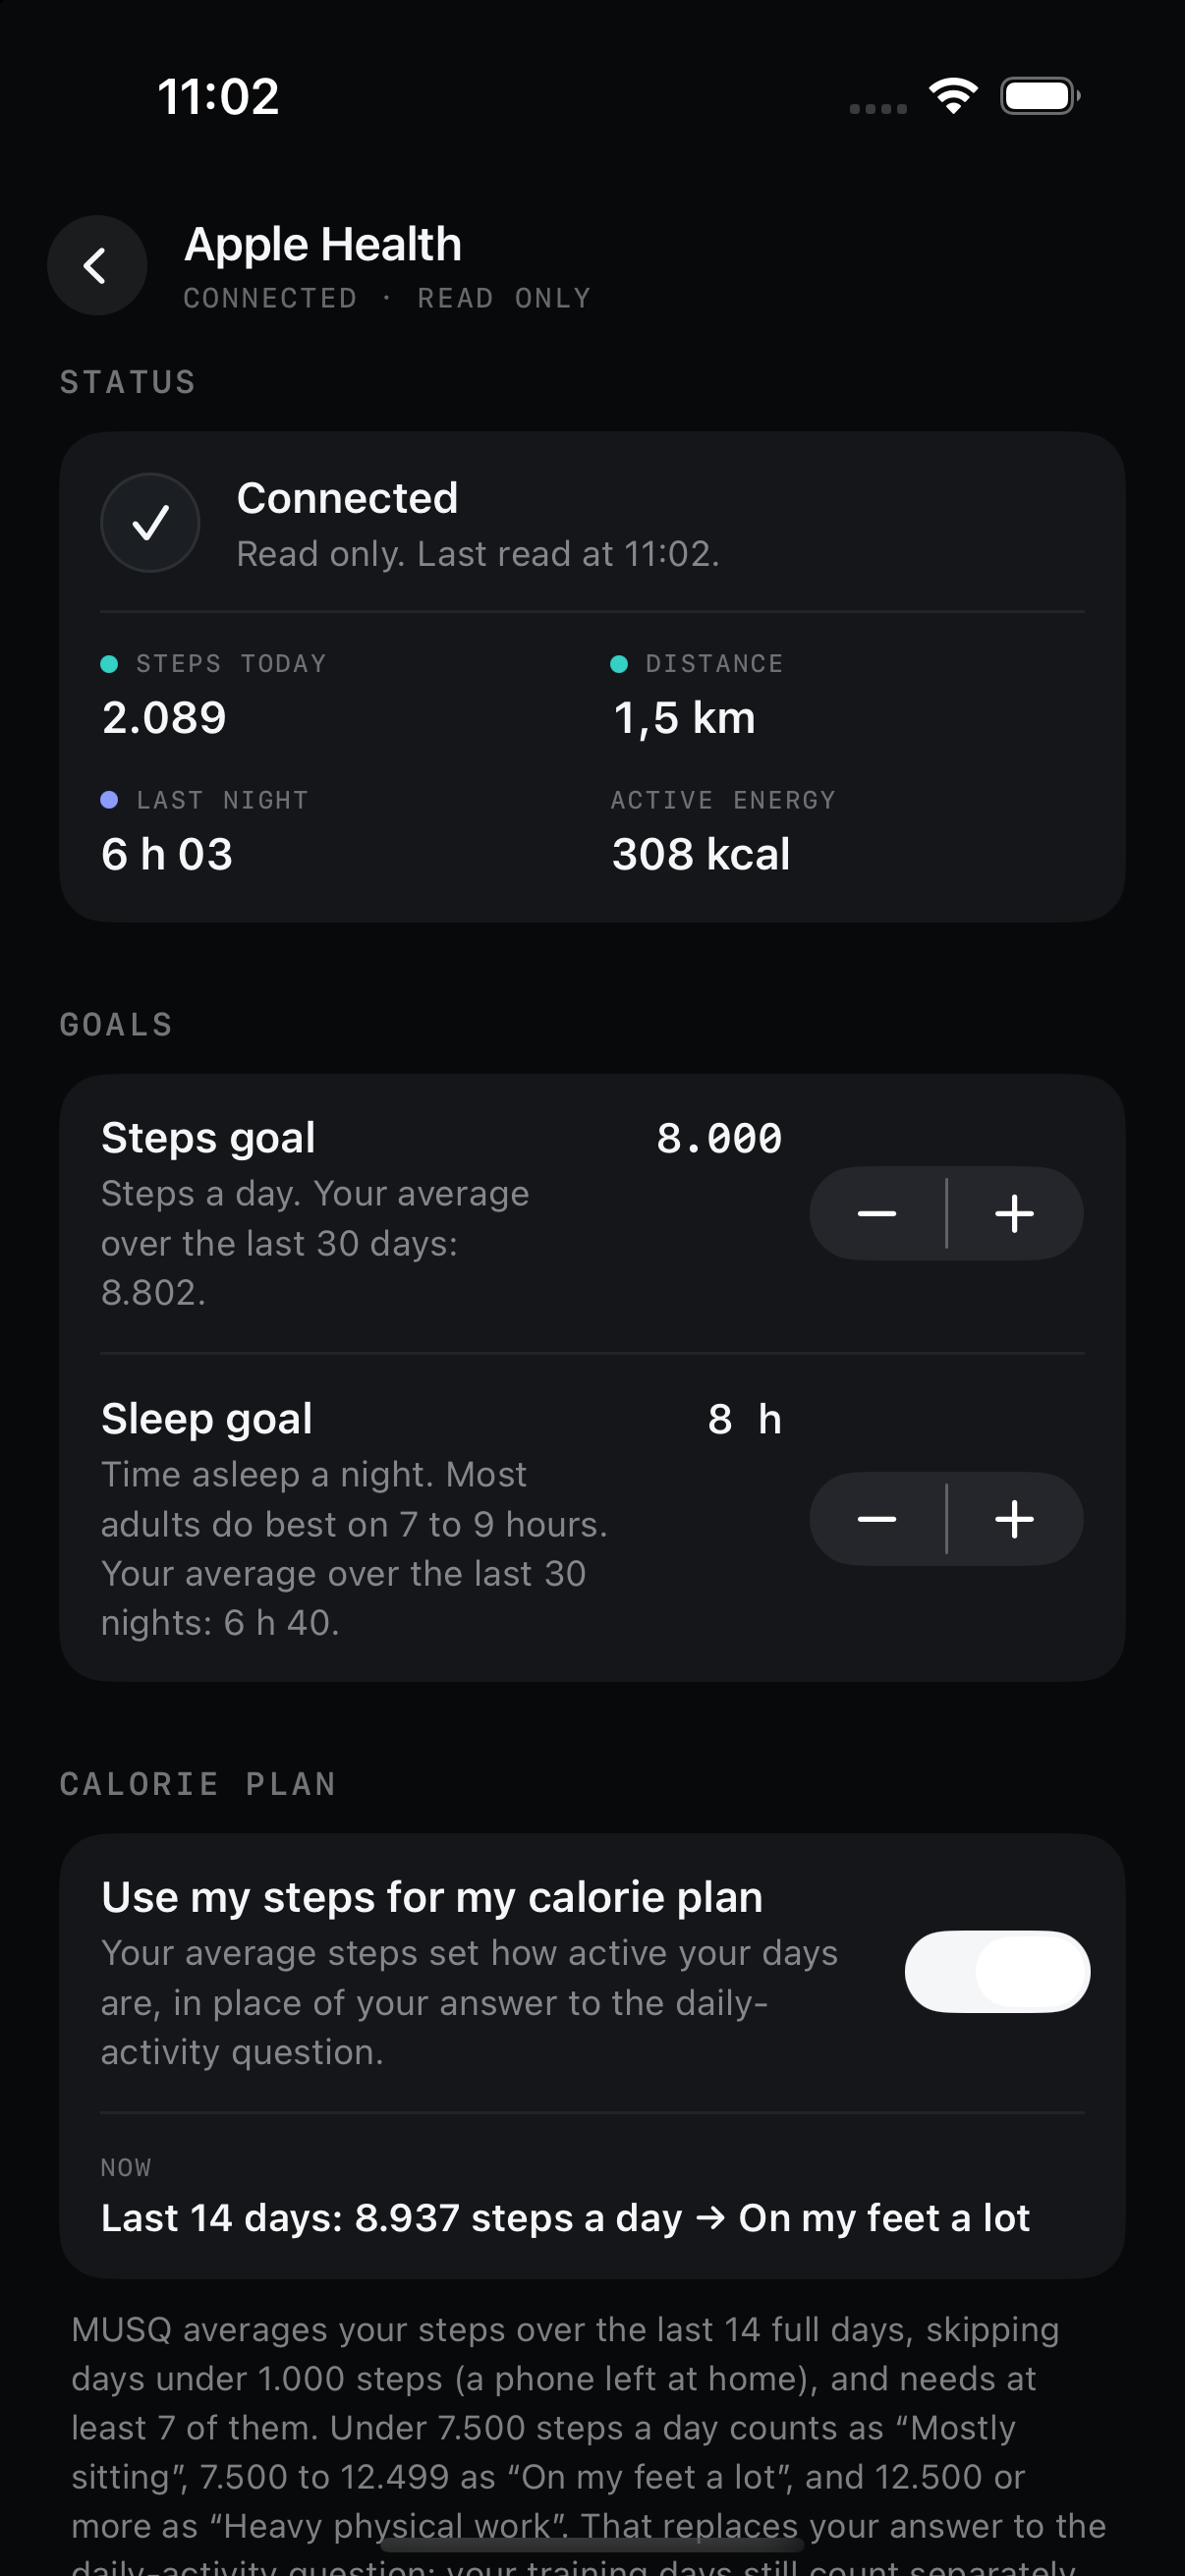 11:02
Apple Health
CONNECTED · READ ONLY
STATUS
Connected
Read only. Last read at 11:02.
STEPS TODAY
2.089
DISTANCE
1,5 km
LAST NIGHT
6 h 03
ACTIVE ENERGY
308 kcal
GOALS
Steps goal
8.000
Steps a day. Your average
over the last 30 days:
8.802.
Sleep goal
8 h
Time asleep a night. Most
adults do best on 7 to 9 hours.
Your average over the last 30
nights: 6 h 40.
CALORIE PLAN
Use my steps for my calorie plan
Your average steps set how active your days
are, in place of your answer to the daily-
activity question.
NOW
Last 14 days: 8.937 steps a day → On my feet a lot
MUSQ averages your steps over the last 14 full days, skipping
days under 1.000 steps (a phone left at home), and needs at
least 7 of them. Under 7.500 steps a day counts as “Mostly
sitting”, 7.500 to 12.499 as “On my feet a lot”, and 12.500 or
more as “Heavy physical work”. That replaces your answer to the
daily-activity question; your training days still count separately